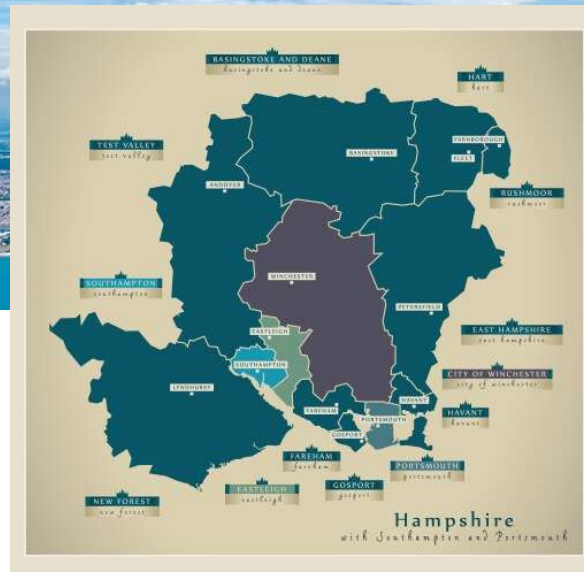 BASINGSTOKE AND DEANE
basingstoke and deane
HART
hart
TEST VALLEY
test valley
FARNBOROUGH
FLEET
BASINGSTOKE
ANDOVER
RUSHMOOR
rushmoor
WINCHESTER
SOUTHAMPTON
southampton
PETERSFIELD
EASTLEIGH
EAST HAMPSHIRE
east hampshire
SOUTHAMPTON
CITY OF WINCHESTER
city of winchester
LYNDHURST
HAVANT
FAREHAM
HAVANT
havant
PORTSMOUTH
GOSPORT
FAREHAM
fareham
PORTSMOUTH
portsmouth
EASTLEIGH
eastleigh
GOSPORT
gosport
NEW FOREST
new forest
Hampshire
with Southampton and Portsmouth